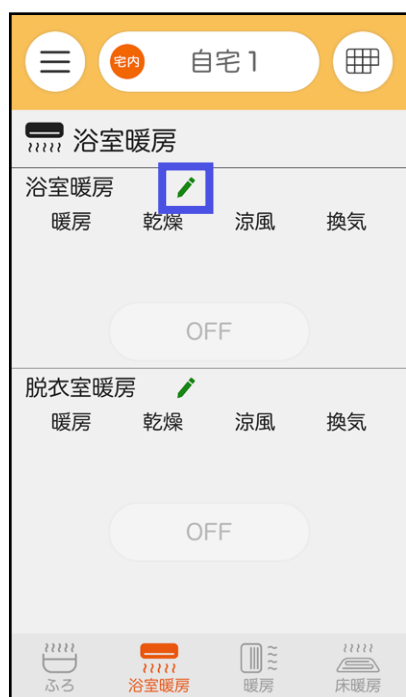 宅内 自宅1
浴室暖房
浴室暖房
暖房 乾燥 涼風 換気
OFF
脱衣室暖房
暖房 乾燥 涼風 換気
OFF
ふろ 浴室暖房 暖房 床暖房